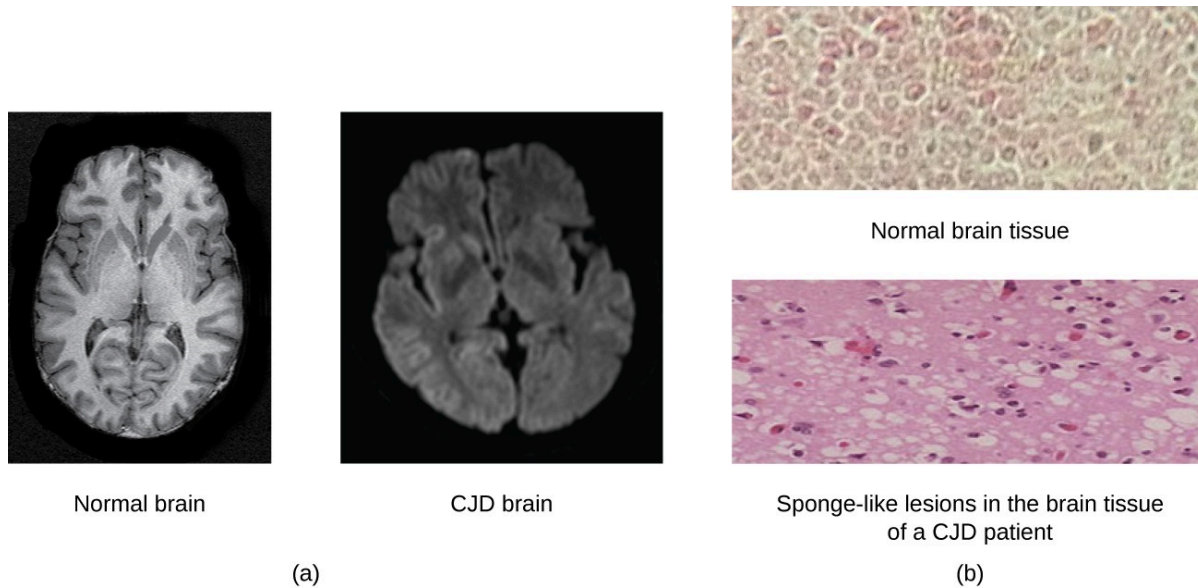 Normal brain
CJD brain
(a)
Normal brain tissue
Sponge-like lesions in the brain tissue
of a CJD patient
(b)